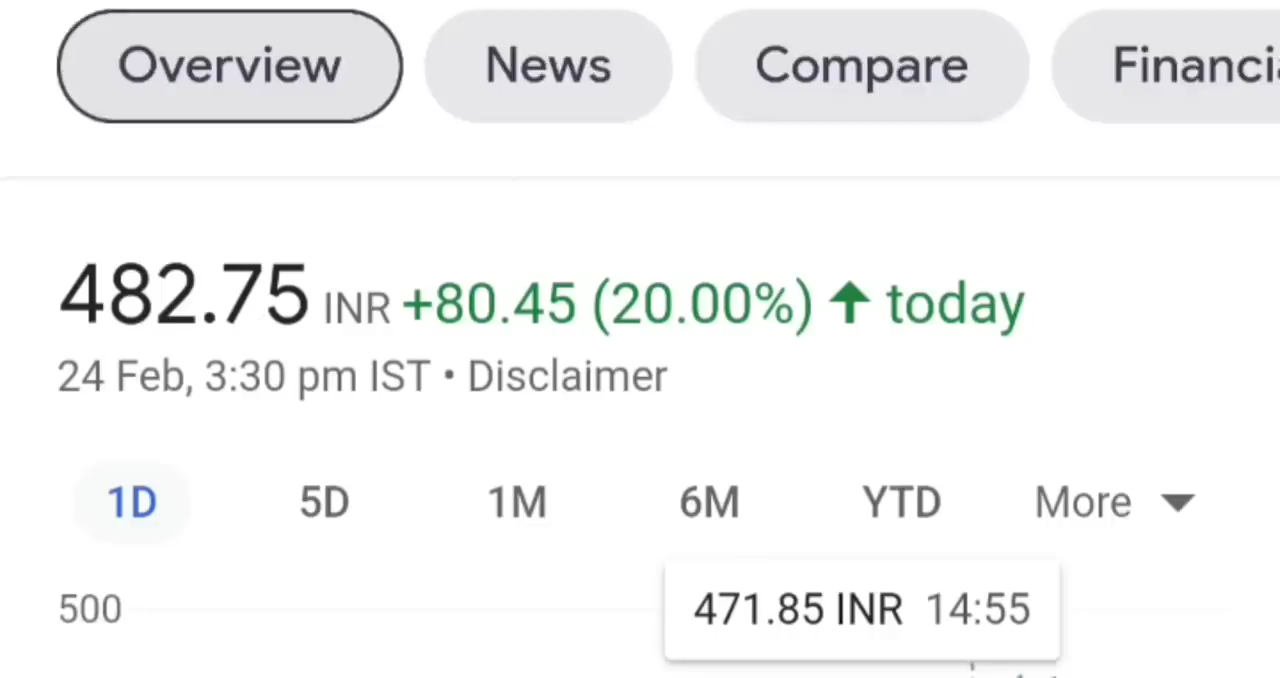 Overview News Compare
482.75 INR +80.45 (20.00%) ↑ today
24 Feb, 3:30 pm IST • Disclaimer
1D 5D 1M 6M YTD More
500 471.85 INR 14:55